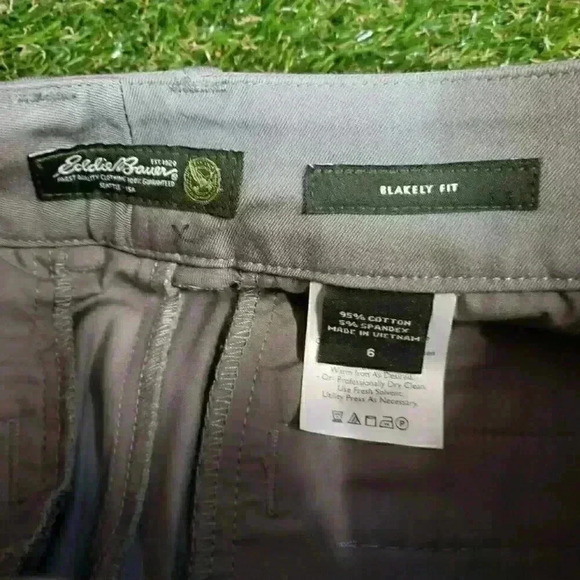 Eddie Bauer
EST. 1920
FINEST QUALITY CLOTHING 100% GUARANTEED
SEATTLE USA
BLAKELY FIT
95% COTTON
5% SPANDEX
MADE IN VIETNAM
6
Warm Iron As Desired.
Or: Professionally Dry Clean.
Like Fresh Solvent.
Utility Press As Necessary.